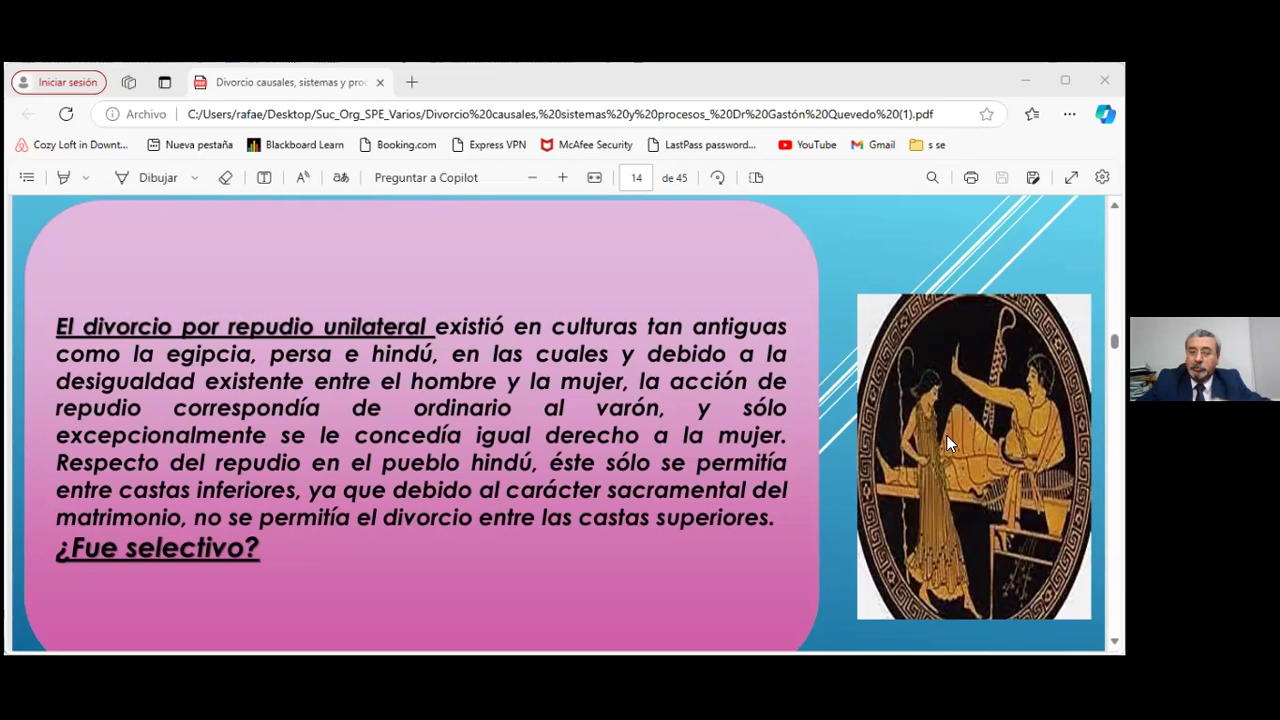 Iniciar sesión
Divorcio causales, sistemas y proc
Archivo
C:/Users/rafae/Desktop/Suc_Org_SPE_Varios/Divorcio%20causales,%20sistemas%20y%20procesos_%20Dr%20Gastón%20Quevedo%20(1).pdf
Cozy Loft in Downt...
Nueva pestaña
Blackboard Learn
Booking.com
Express VPN
McAfee Security
LastPass password...
YouTube
Gmail
s se
Dibujar
Preguntar a Copilot
14
de 45
El divorcio por repudio unilateral existió en culturas tan antiguas
como la egipcia, persa e hindú, en las cuales y debido a la
desigualdad existente entre el hombre y la mujer, la acción de
repudio correspondía de ordinario al varón, y sólo
excepcionalmente se le concedía igual derecho a la mujer.
Respecto del repudio en el pueblo hindú, éste sólo se permitía
entre castas inferiores, ya que debido al carácter sacramental del
matrimonio, no se permitía el divorcio entre las castas superiores.
¿Fue selectivo?